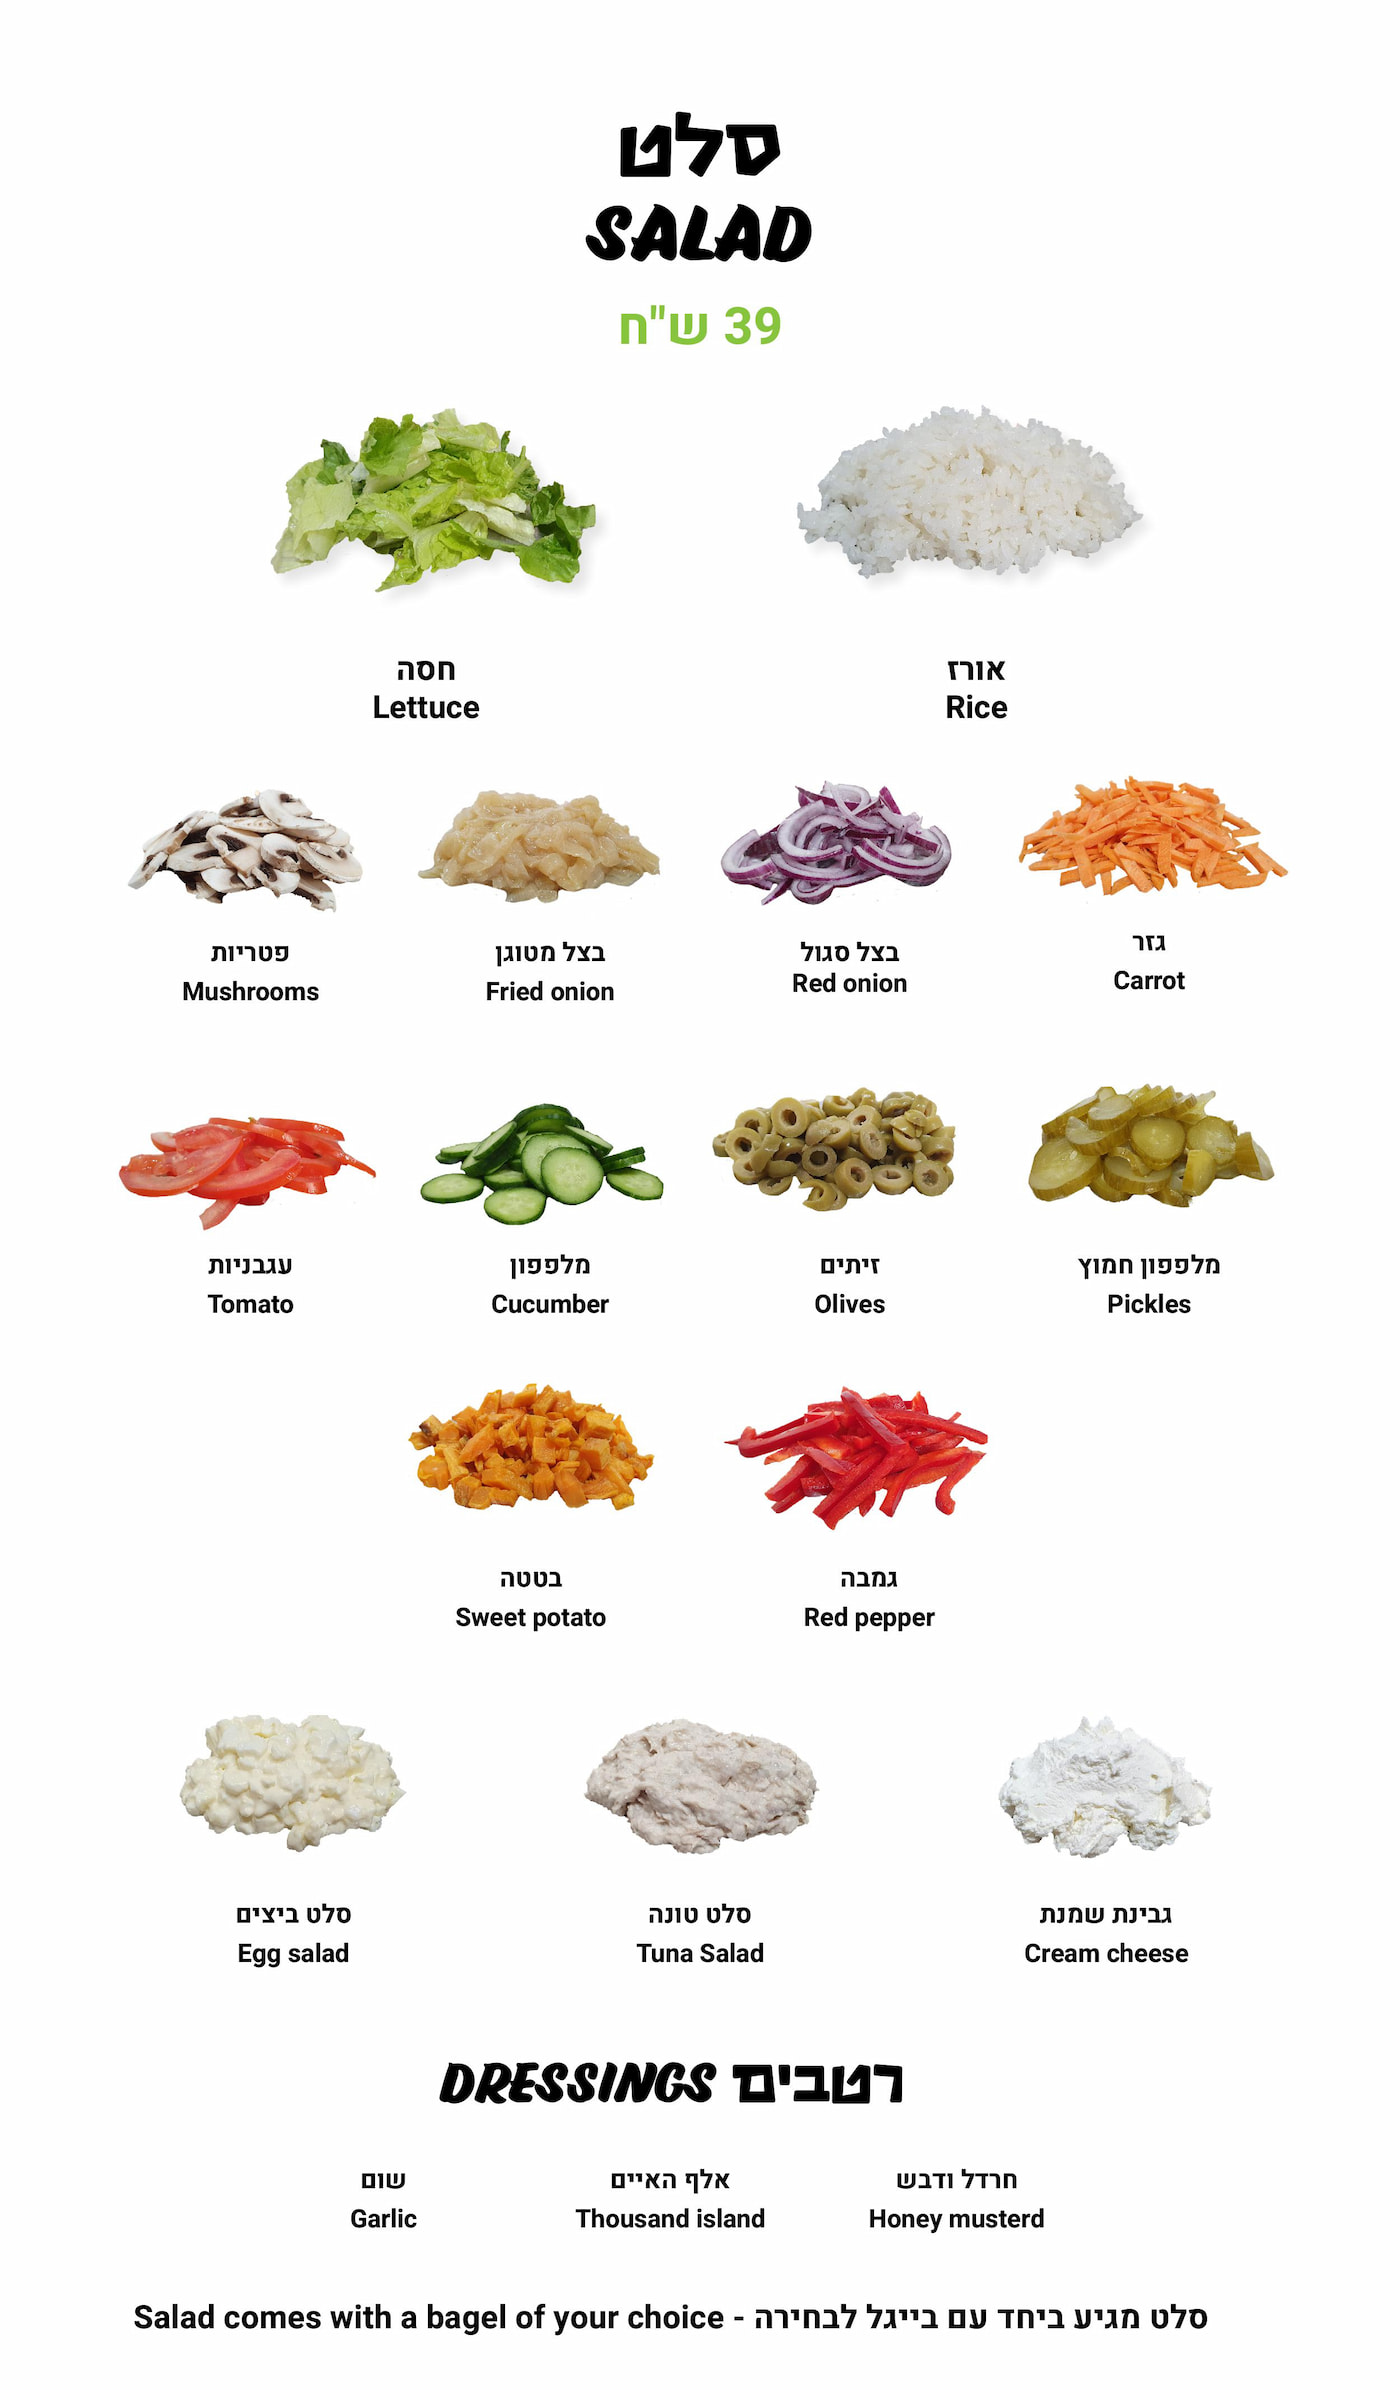 סלט
SALAD
39 ש"ח
חסה
Lettuce
אורז
Rice
פטריות
Mushrooms
בצל מטוגן
Fried onion
בצל סגול
Red onion
גזר
Carrot
עגבניות
Tomato
מלפפון
Cucumber
זיתים
Olives
מלפפון חמוץ
Pickles
בטטה
Sweet potato
גמבה
Red pepper
סלט ביצים
Egg salad
סלט טונה
Tuna Salad
גבינת שמנת
Cream cheese
DRESSINGS רטבים
שום
Garlic
אלף האיים
Thousand island
חרדל ודבש
Honey musterd
Salad comes with a bagel of your choice - סלט מגיע ביחד עם בייגל לבחירה